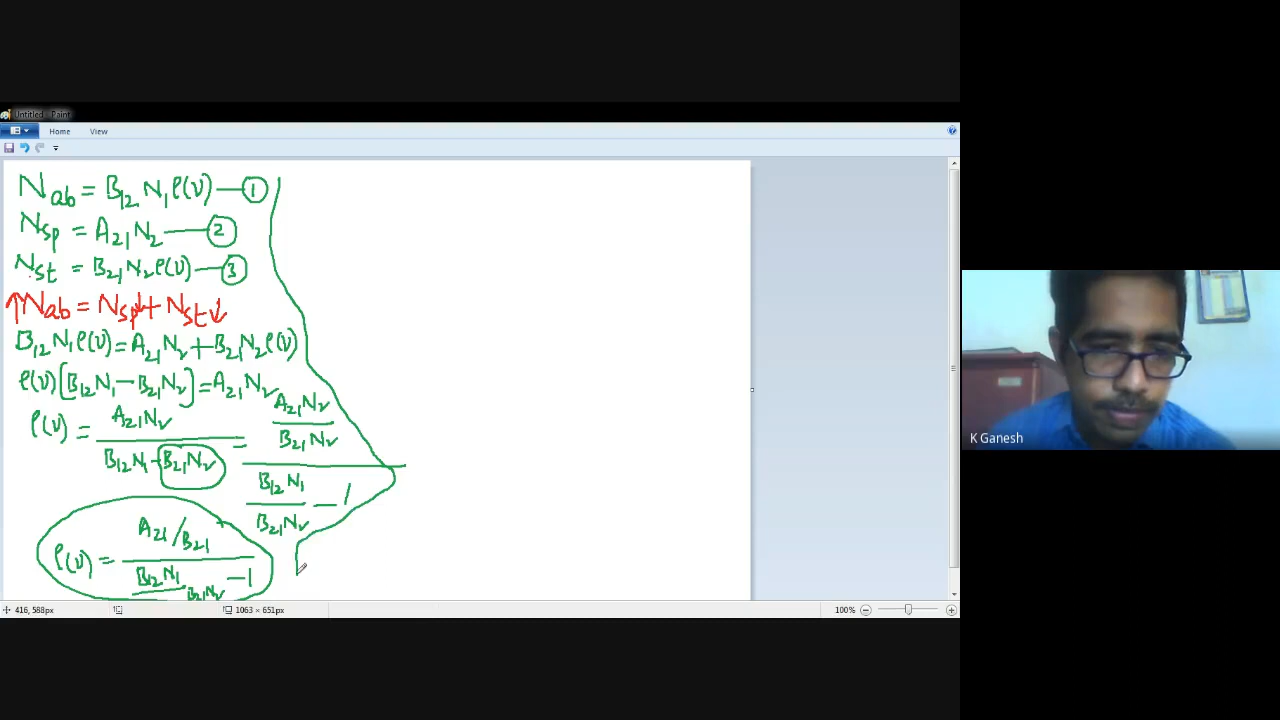 Untitled - Paint
Home View
N_ab = B_12 N_1 ρ(ν) — ①
N_sp = A_21 N_2 — ②
N_st = B_21 N_2 ρ(ν) — ③
↑N_ab = N_sp↓ + N_st↓
B_12 N_1 ρ(ν) = A_21 N_2 + B_21 N_2 ρ(ν)
ρ(ν) [B_12 N_1 − B_21 N_2] = A_21 N_2
ρ(ν) = A_21 N_2 / (B_12 N_1 − B_21 N_2) = (A_21 N_2 / B_21 N_2) / (B_12 N_1 / B_21 N_2 − 1)
ρ(ν) = (A_21 / B_21) / (B_12 N_1 / B_21 N_2 − 1)
K Ganesh
416, 588px 1063 × 651px 100%